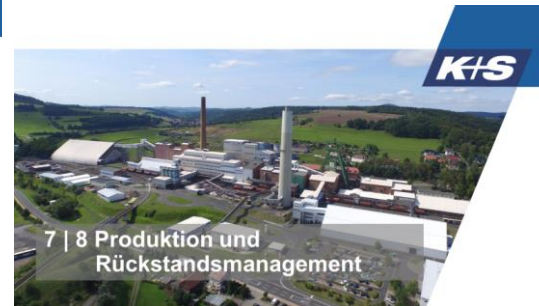 K+S
7 | 8 Produktion und
Rückstandsmanagement